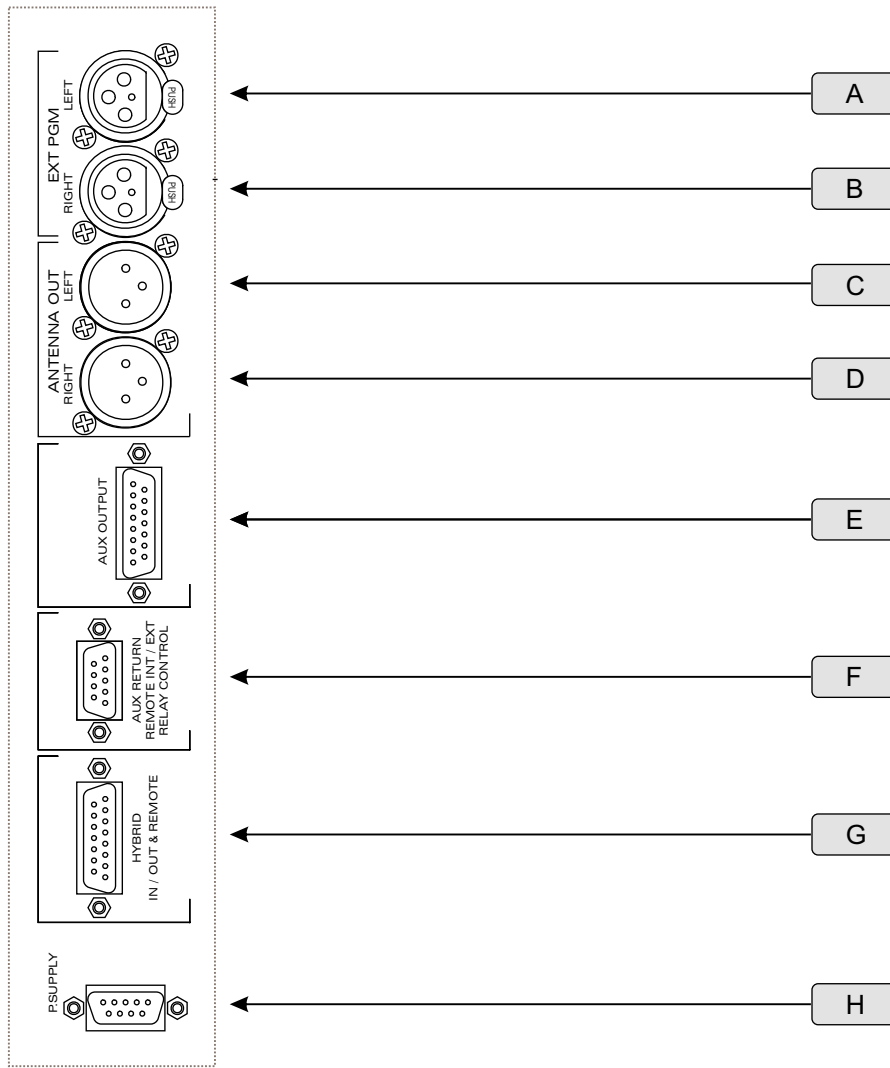 EXT PGM
LEFT
PUSH
RIGHT
PUSH
A
B
ANTENNA OUT
LEFT
RIGHT
C
D
AUX OUTPUT
E
AUX RETURN
REMOTE INT / EXT
RELAY CONTROL
F
HYBRID
IN / OUT & REMOTE
G
P.SUPPLY
H